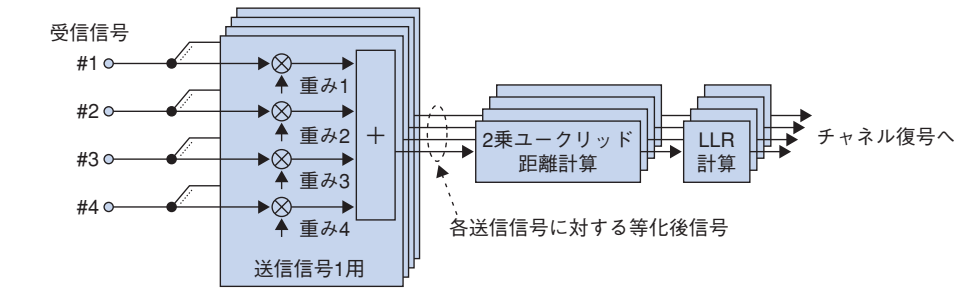 受信信号
#1
重み1
#2
重み2
#3
重み3
#4
重み4
+
送信信号1用
2乗ユークリッド
距離計算
LLR
計算
チャネル復号へ
各送信信号に対する等化後信号